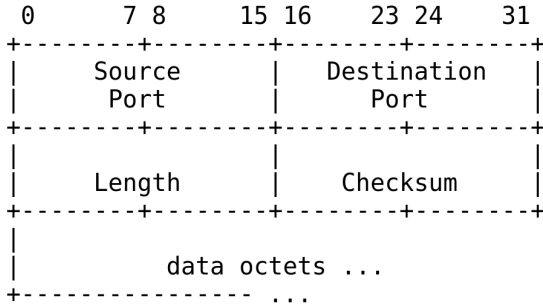 0      7 8     15 16    23 24    31
+--------+--------+--------+--------+
|     Source      |   Destination   |
|      Port       |      Port       |
+--------+--------+--------+--------+
|                 |                 |
|     Length      |    Checksum     |
+--------+--------+--------+--------+
|
|          data octets ...
+---------------- ...